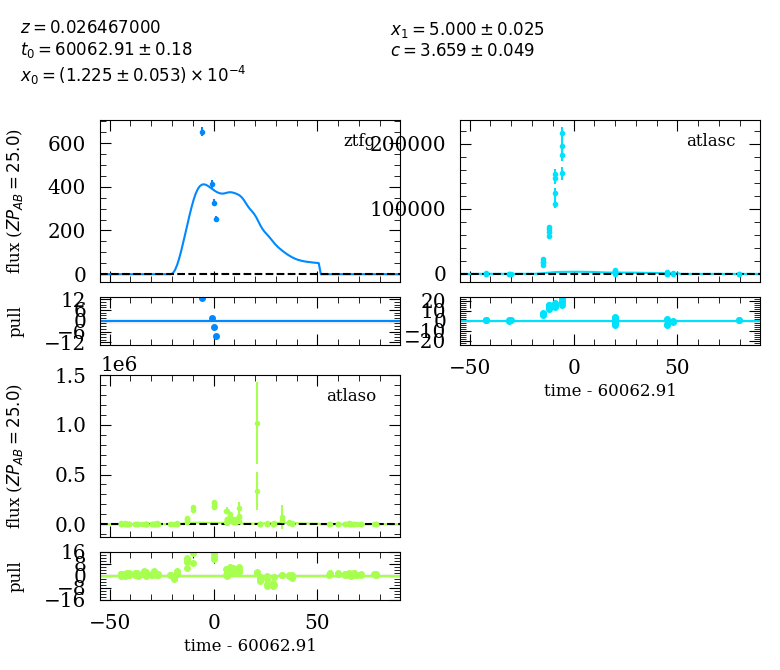 z = 0.026467000
t0 = 60062.91 ± 0.18
x0 = (1.225 ± 0.053) × 10^−4
x1 = 5.000 ± 0.025
c = 3.659 ± 0.049
flux (ZP_AB = 25.0)
600
400
200
0
ztfg
200000
100000
0
atlasc
pull
12
6
0
−6
−12
20
10
0
−10
−20
−50 0 50
time - 60062.91
1e6
flux (ZP_AB = 25.0)
1.5
1.0
0.5
0.0
atlaso
pull
16
8
0
−8
−16
−50 0 50
time - 60062.91